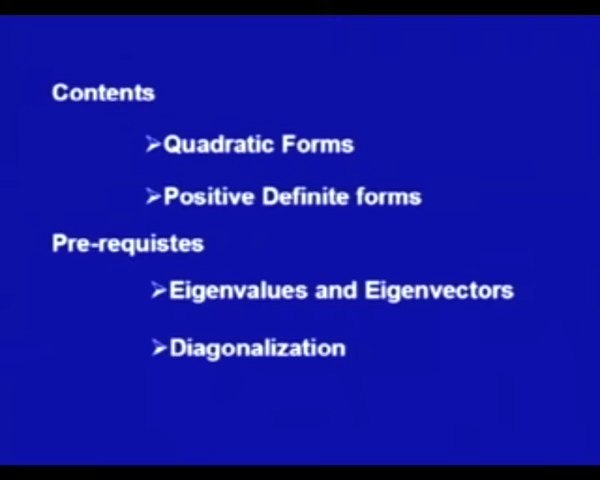 Contents
➢Quadratic Forms
➢Positive Definite forms
Pre-requistes
➢Eigenvalues and Eigenvectors
➢Diagonalization